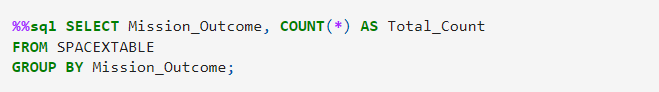 %%sql SELECT Mission_Outcome, COUNT(*) AS Total_Count
FROM SPACEXTABLE
GROUP BY Mission_Outcome;